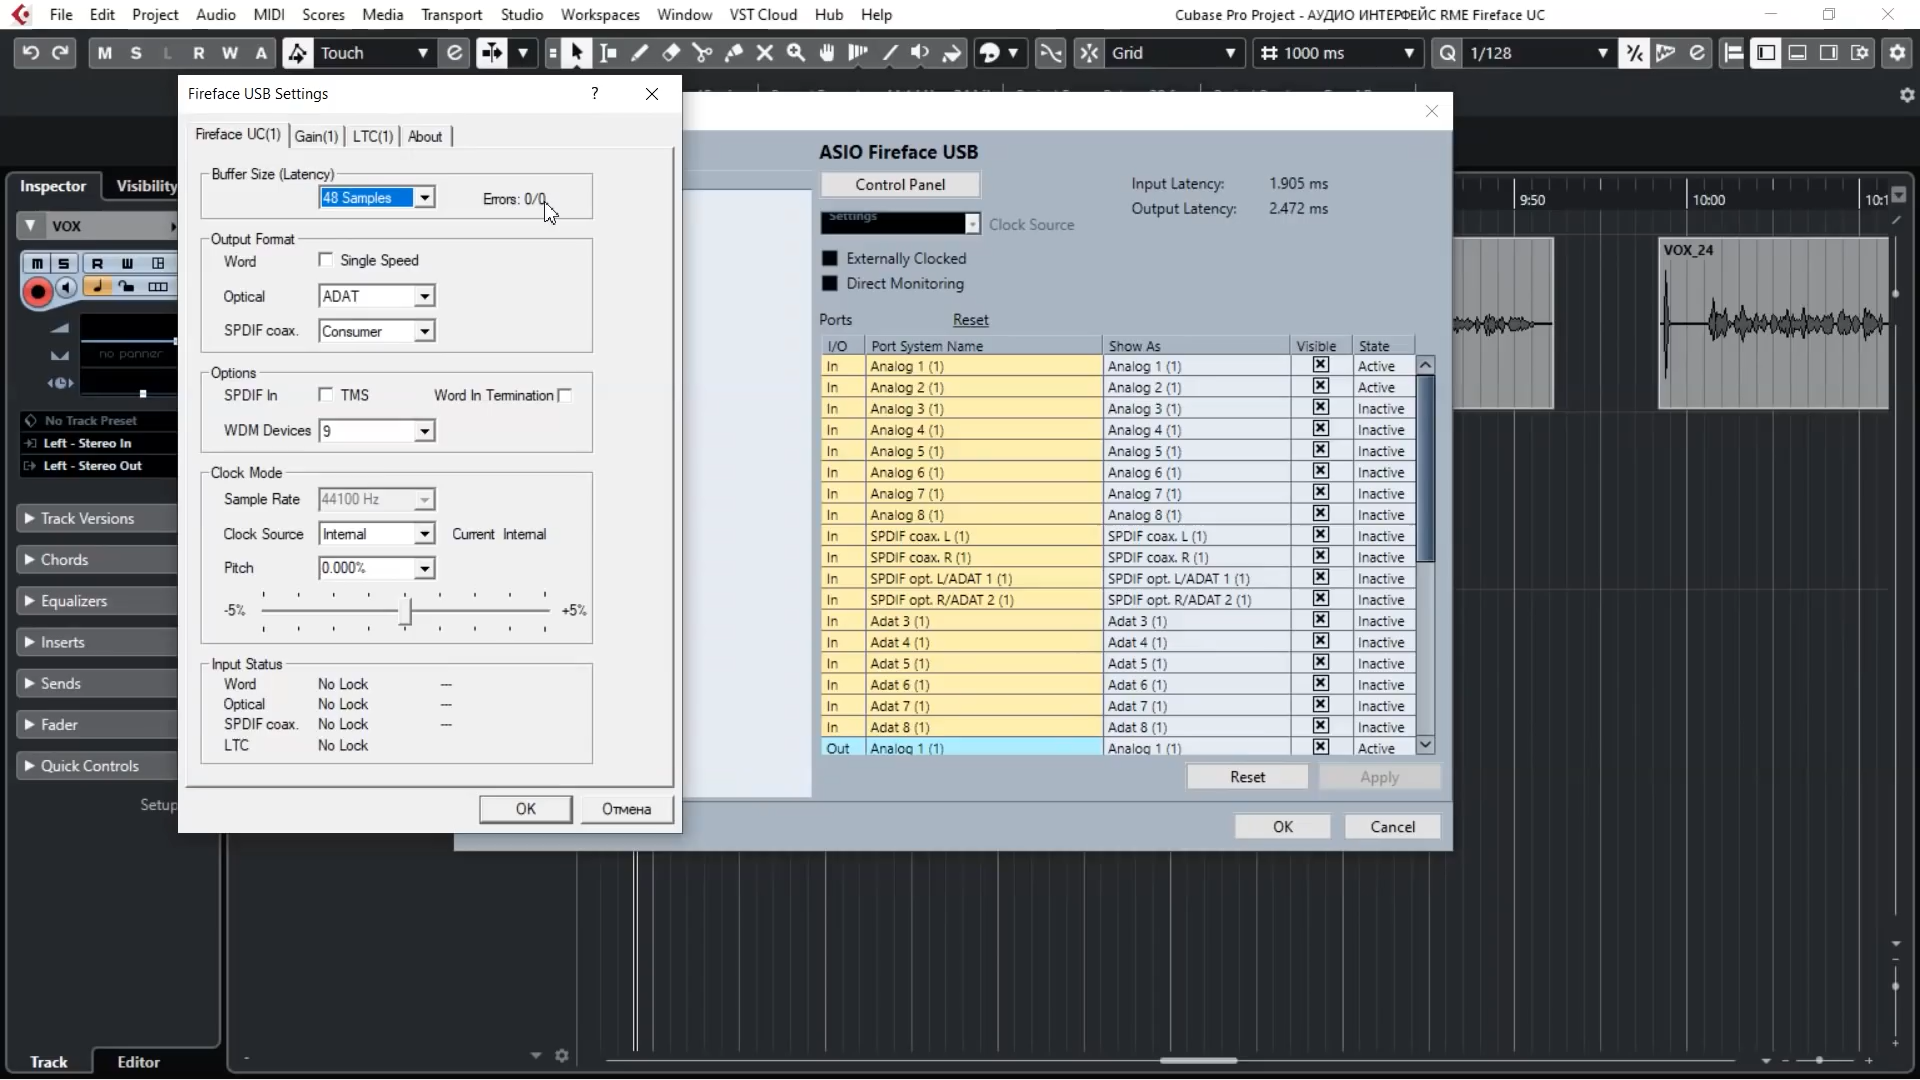 File Edit Project Audio MIDI Scores Media Transport Studio Workspaces Window VST Cloud Hub Help
Cubase Pro Project - АУДИО ИНТЕРФЕЙС RME Fireface UC
M S L R W A Touch Grid 1000 ms Q 1/128
Fireface USB Settings ?
Fireface UC(1) Gain(1) LTC(1) About
Buffer Size (Latency)
48 Samples Errors: 0/0
Output Format
Word Single Speed
Optical ADAT
SPDIF coax. Consumer
Options
SPDIF In TMS Word In Termination
WDM Devices 9
Clock Mode
Sample Rate 44100 Hz
Clock Source Internal Current Internal
Pitch 0.000%
-5% +5%
Input Status
Word No Lock ---
Optical No Lock ---
SPDIF coax. No Lock ---
LTC No Lock
OK Отмена
ASIO Fireface USB
Control Panel
Input Latency: 1.905 ms
Output Latency: 2.472 ms
Settings Clock Source
Externally Clocked
Direct Monitoring
Ports Reset
I/O Port System Name Show As Visible State
In Analog 1 (1) Analog 1 (1) Active
In Analog 2 (1) Analog 2 (1) Active
In Analog 3 (1) Analog 3 (1) Inactive
In Analog 4 (1) Analog 4 (1) Inactive
In Analog 5 (1) Analog 5 (1) Inactive
In Analog 6 (1) Analog 6 (1) Inactive
In Analog 7 (1) Analog 7 (1) Inactive
In Analog 8 (1) Analog 8 (1) Inactive
In SPDIF coax. L (1) SPDIF coax. L (1) Inactive
In SPDIF coax. R (1) SPDIF coax. R (1) Inactive
In SPDIF opt. L/ADAT 1 (1) SPDIF opt. L/ADAT 1 (1) Inactive
In SPDIF opt. R/ADAT 2 (1) SPDIF opt. R/ADAT 2 (1) Inactive
In Adat 3 (1) Adat 3 (1) Inactive
In Adat 4 (1) Adat 4 (1) Inactive
In Adat 5 (1) Adat 5 (1) Inactive
In Adat 6 (1) Adat 6 (1) Inactive
In Adat 7 (1) Adat 7 (1) Inactive
In Adat 8 (1) Adat 8 (1) Inactive
Out Analog 1 (1) Analog 1 (1) Active
Reset Apply
OK Cancel
Inspector Visibility
VOX
m S R W
no panner
No Track Preset
Left - Stereo In
Left - Stereo Out
Track Versions
Chords
Equalizers
Inserts
Sends
Fader
Quick Controls
Setup
Track Editor
9:50 10:00 10:1
VOX_24